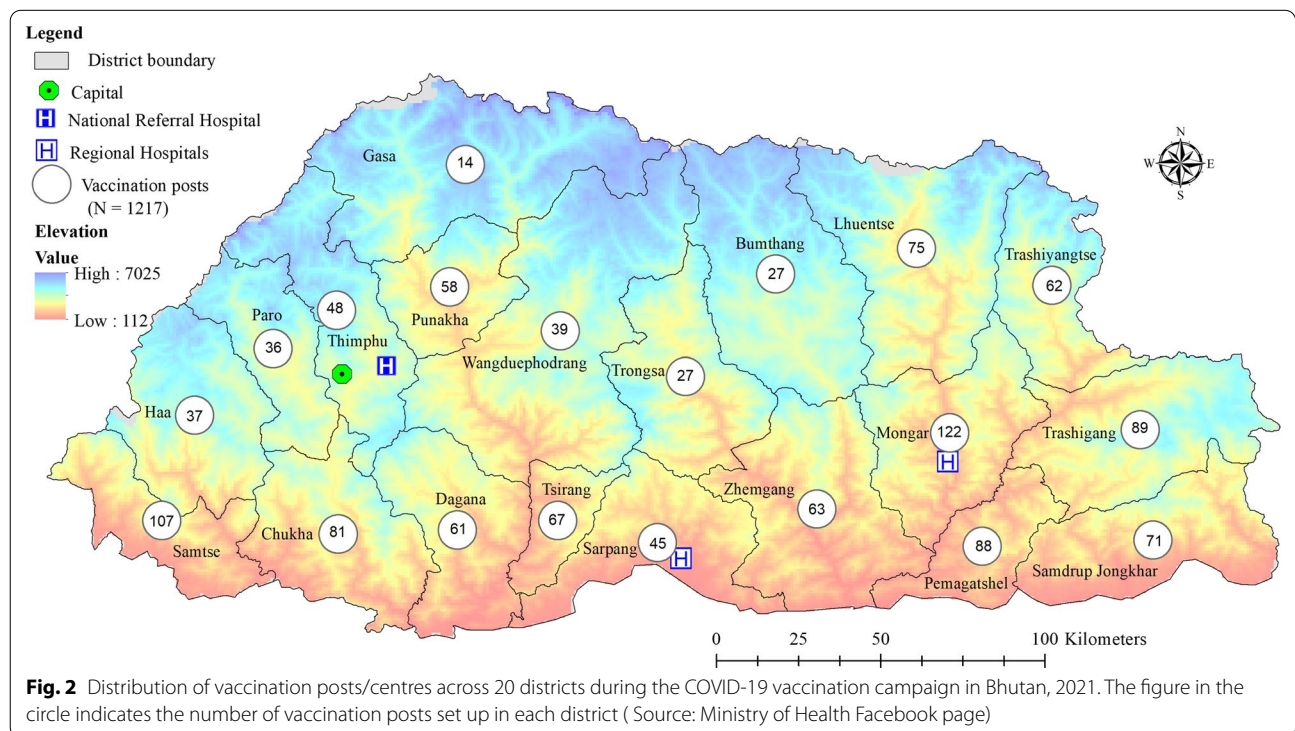 Legend
District boundary
Capital
H National Referral Hospital
H Regional Hospitals
Vaccination posts
(N = 1217)
Elevation
Value
High : 7025
Low : 112
N
W E
S
Gasa
14
Lhuentse
75
Bumthang
27
Trashiyangtse
62
Punakha
58
Paro
36
48
Thimphu
H
39
Wangduephodrang
Trongsa
27
Haa
37
Mongar
122
H
Trashigang
89
Zhemgang
63
Dagana
61
Tsirang
67
Sarpang
45
H
107
Samtse
Chukha
81
88
Pemagatshel
71
Samdrup Jongkhar
0 25 50 100 Kilometers
Fig. 2 Distribution of vaccination posts/centres across 20 districts during the COVID-19 vaccination campaign in Bhutan, 2021. The figure in the
circle indicates the number of vaccination posts set up in each district ( Source: Ministry of Health Facebook page)